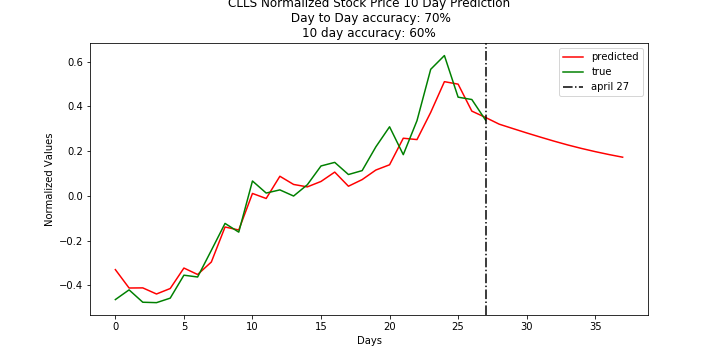 CLLS Normalized Stock Price 10 Day Prediction
Day to Day accuracy: 70%
10 day accuracy: 60%
predicted
true
april 27
Normalized Values
0.6
0.4
0.2
0.0
−0.2
−0.4
0 5 10 15 20 25 30 35
Days